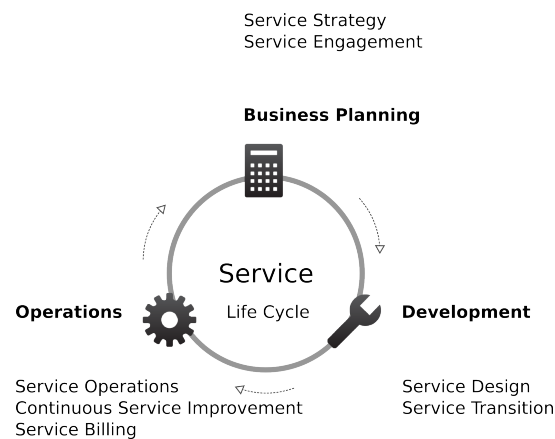 Service Strategy
Service Engagement
Business Planning
Service
Life Cycle
Operations
Development
Service Operations
Continuous Service Improvement
Service Billing
Service Design
Service Transition